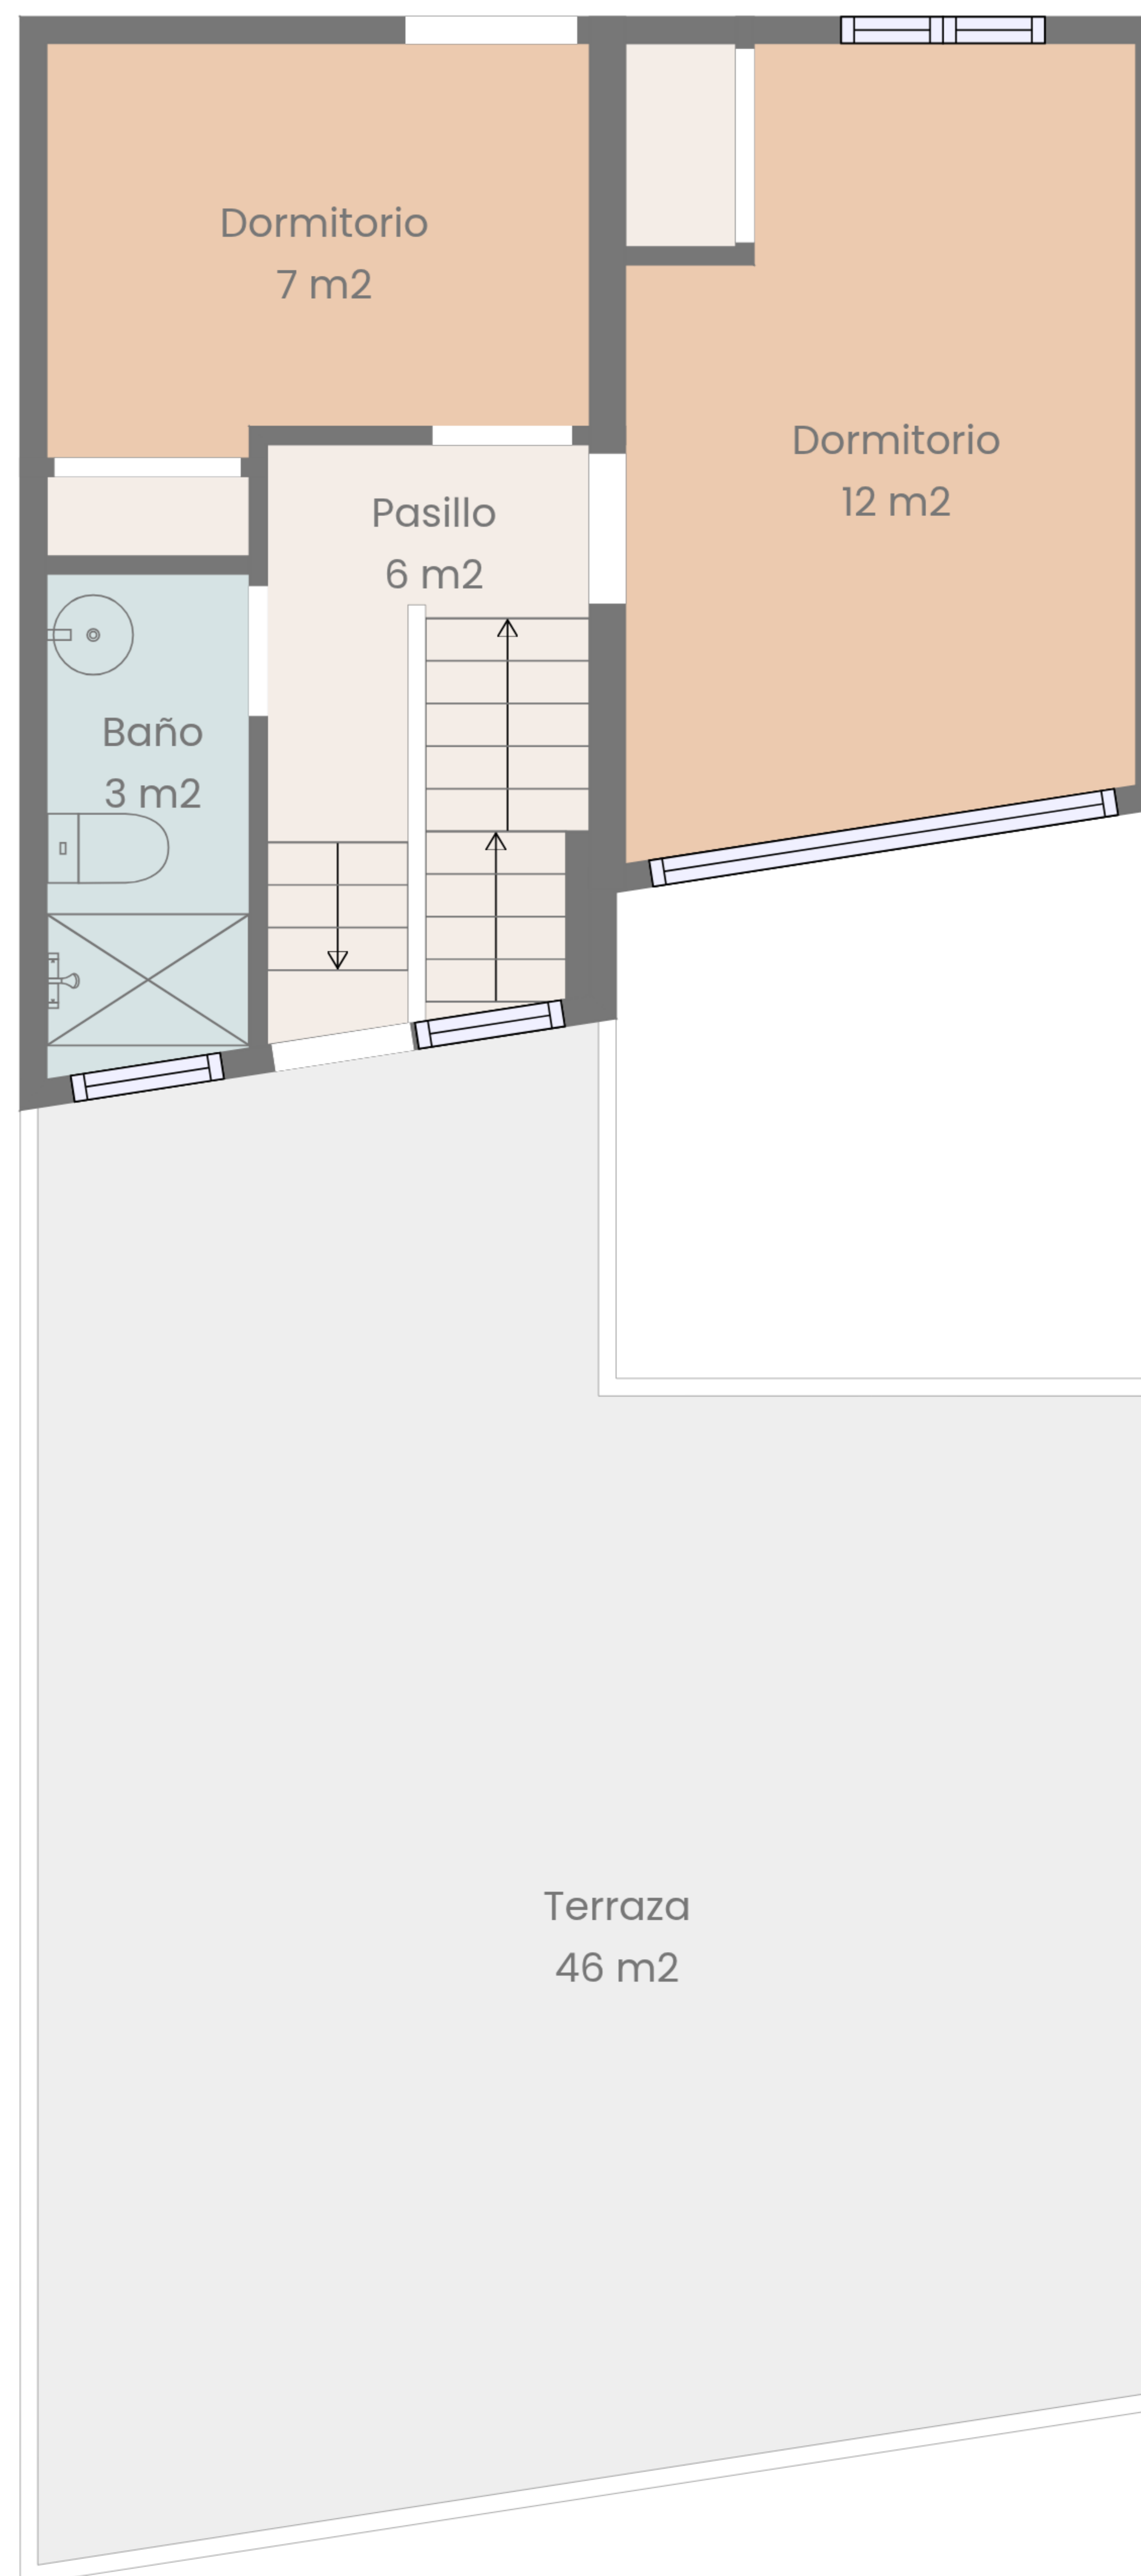 Dormitorio
7 m2
Dormitorio
12 m2
Pasillo
6 m2
Baño
3 m2
Terraza
46 m2